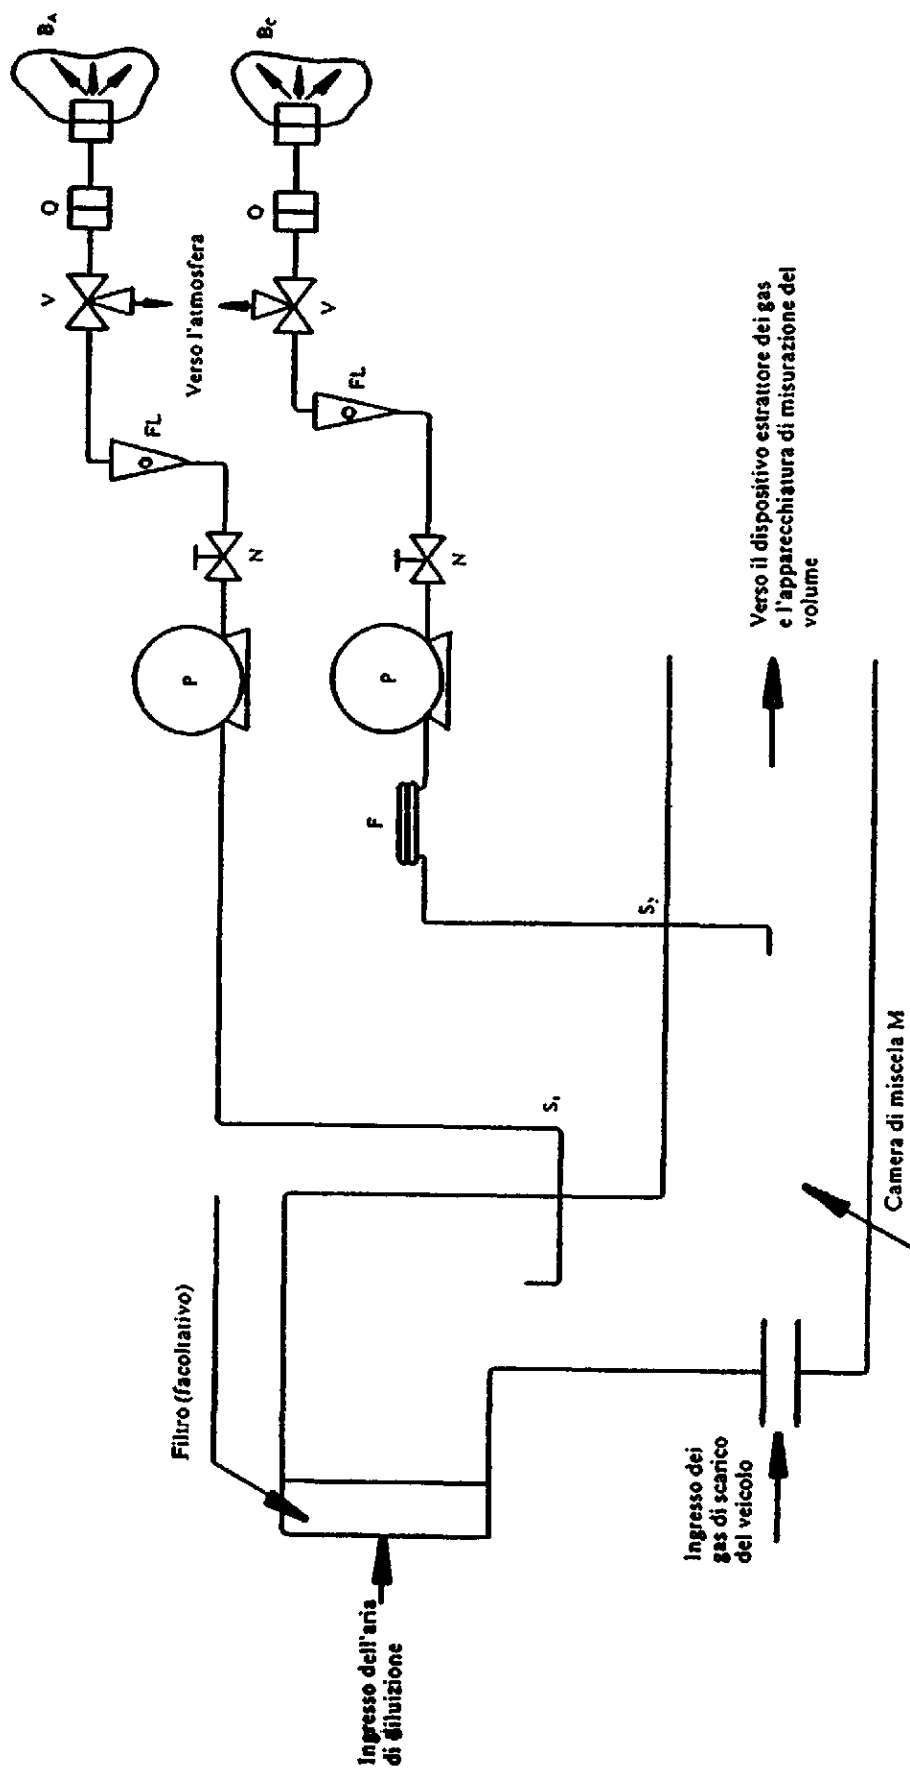 Ingresso dell'aria
di diluizione
Filtro (facoltativo)
Ingresso dei
gas di scarico
del veicolo
Camera di miscela M
S₁
S₂
F
P
P
N
N
FL
FL
Verso l'atmosfera
V
V
Q
Q
BA
BC
Verso il dispositivo estrattore dei gas
e l'apparecchiatura di misurazione del
volume